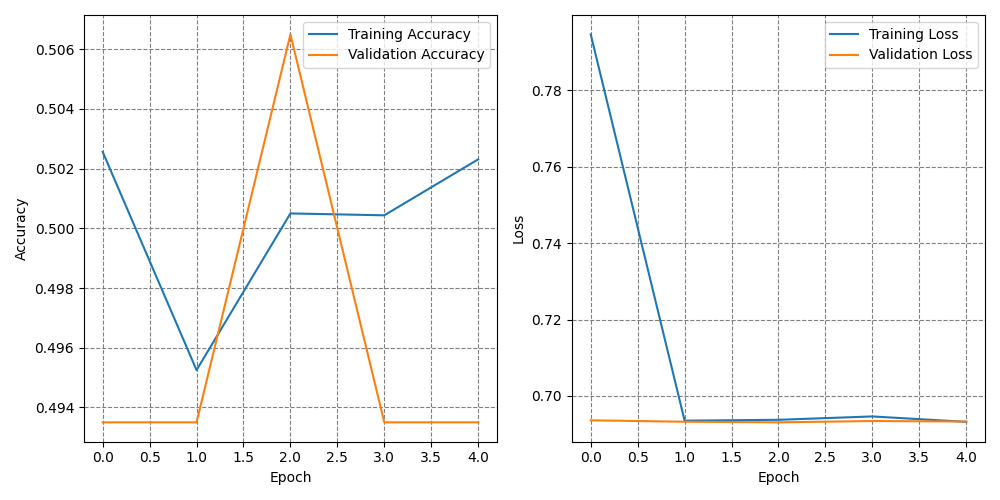 Training Accuracy
Validation Accuracy
0.506
0.504
0.502
0.500
0.498
0.496
0.494
Accuracy
0.0 0.5 1.0 1.5 2.0 2.5 3.0 3.5 4.0
Epoch
Training Loss
Validation Loss
0.78
0.76
0.74
0.72
0.70
Loss
0.0 0.5 1.0 1.5 2.0 2.5 3.0 3.5 4.0
Epoch